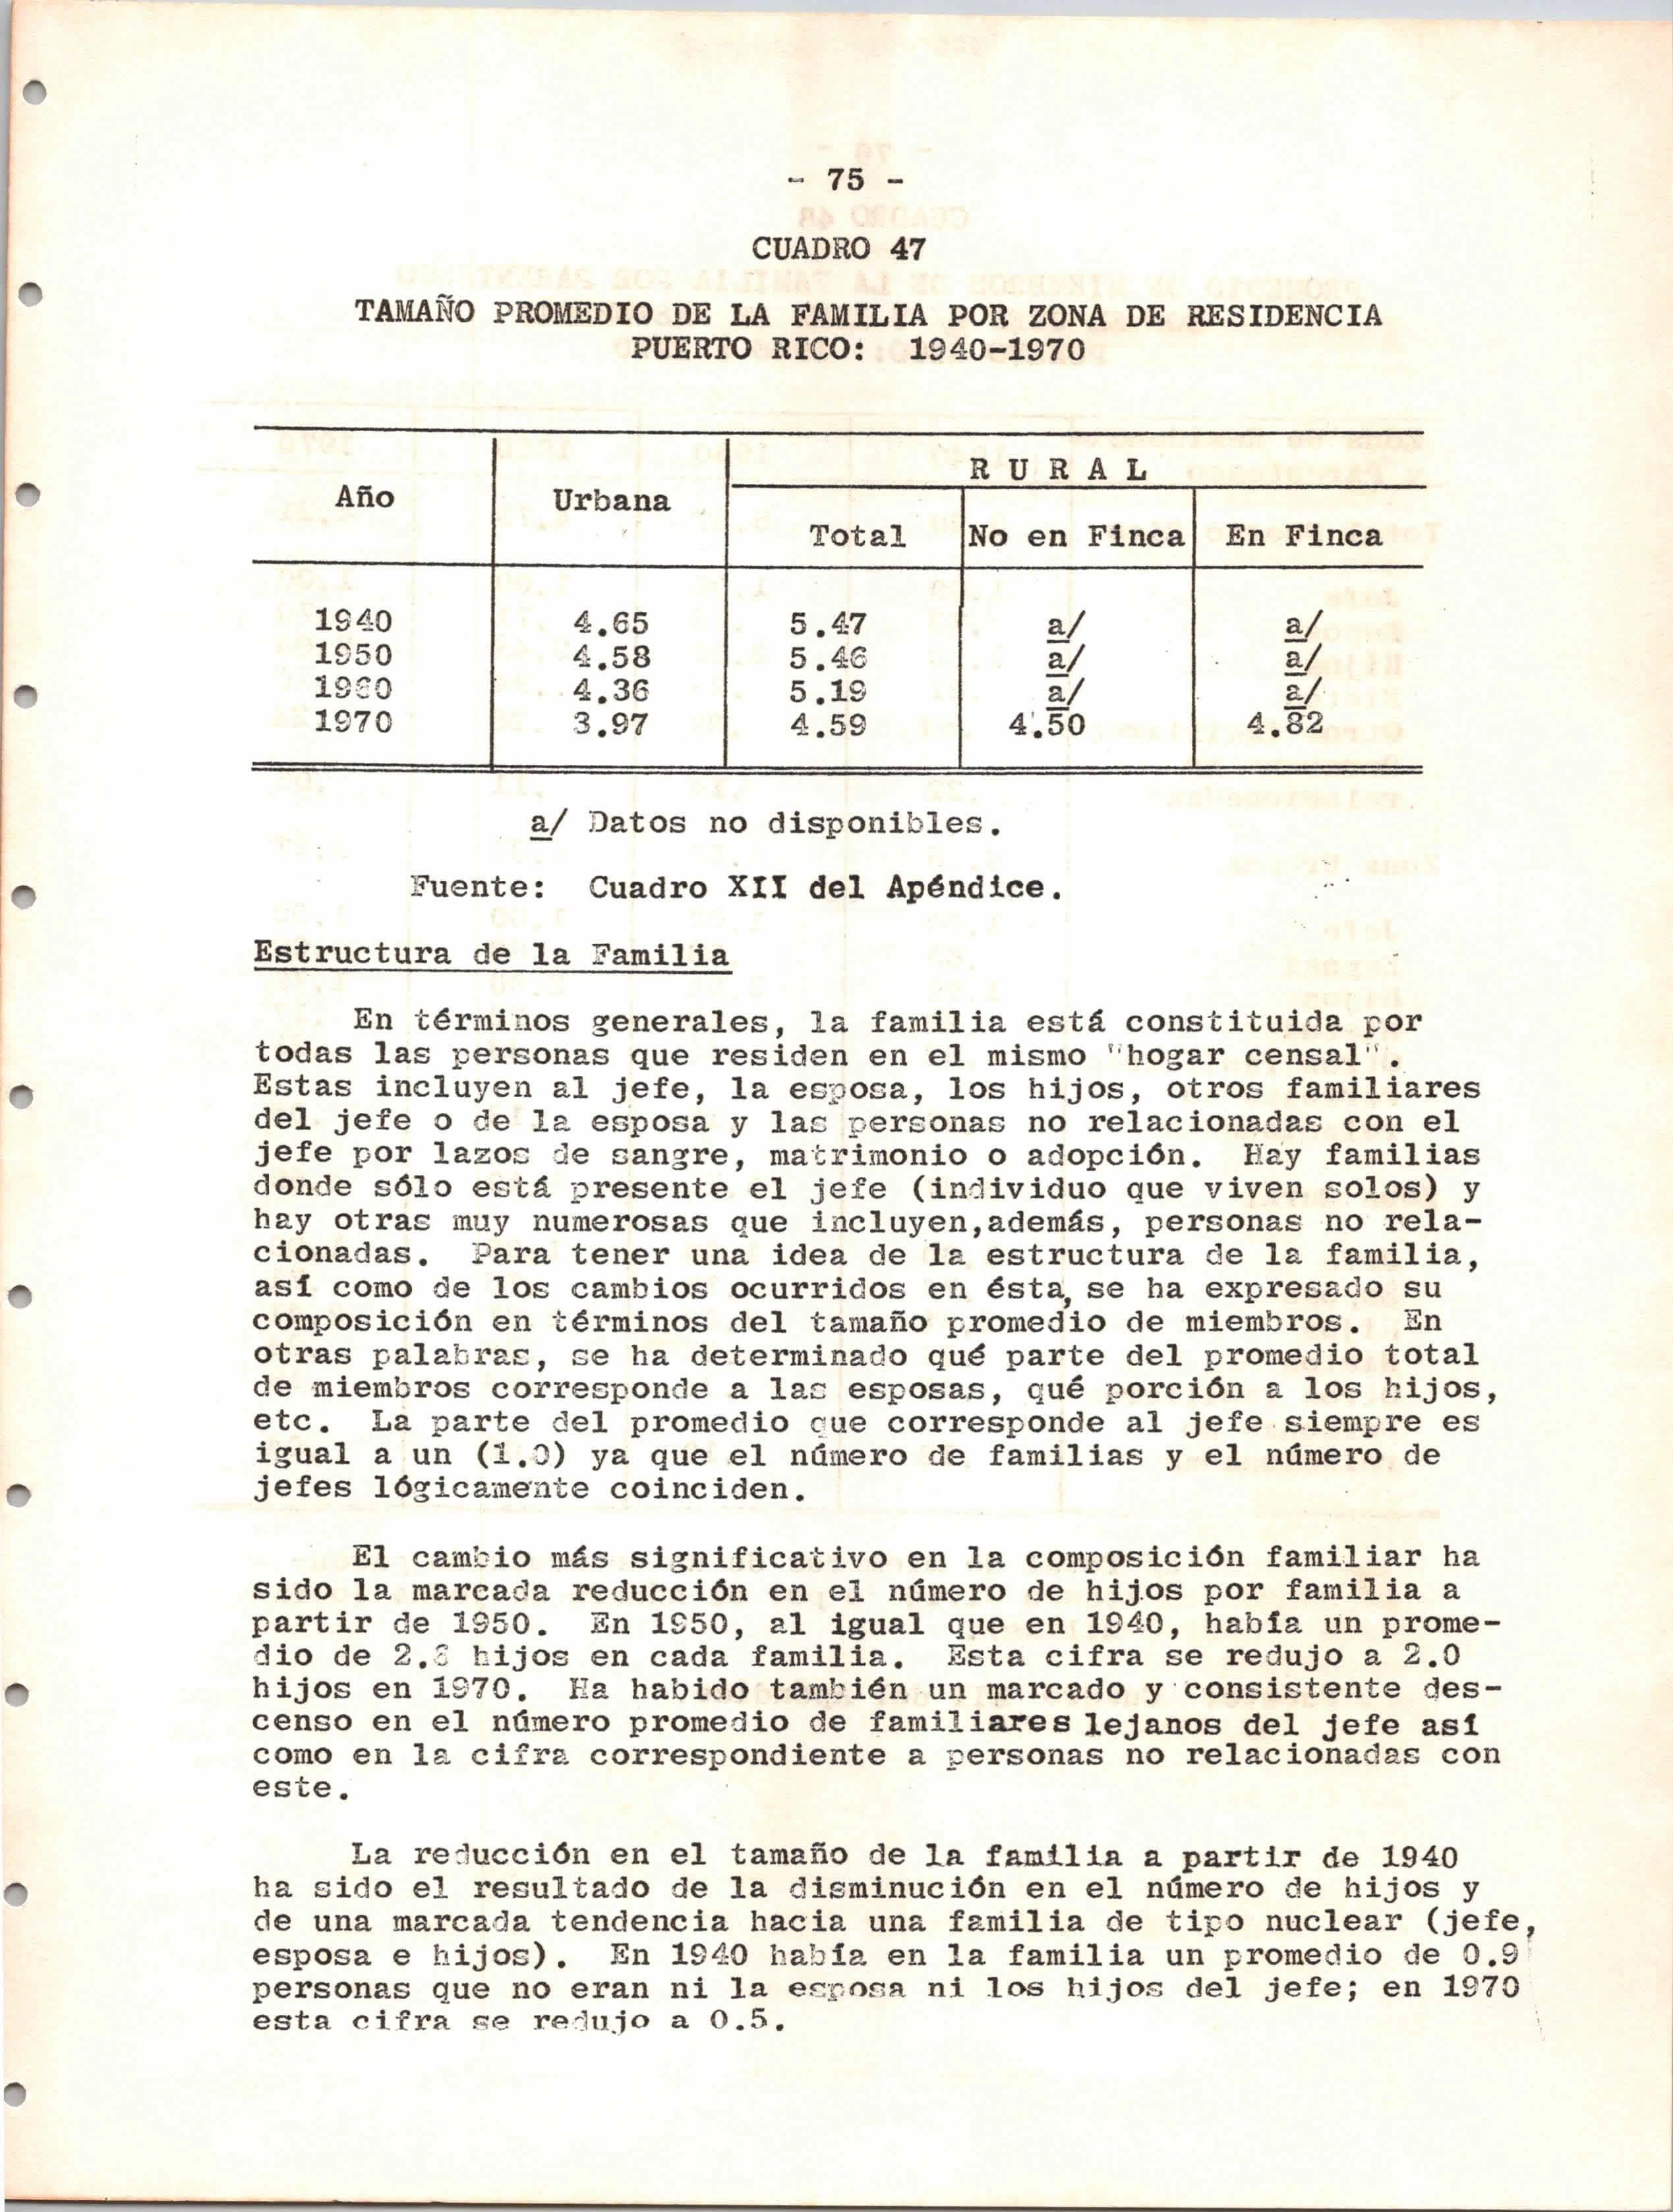 - 75 -
CUADRO 47
TAMAÑO PROMEDIO DE LA FAMILIA POR ZONA DE RESIDENCIA
PUERTO RICO: 1940-1970
Año Urbana R U R A L
Total No en Finca En Finca
1940 4.65 5.47 a/ a/
1950 4.58 5.46 a/ a/
1960 4.36 5.19 a/ a/
1970 3.97 4.59 4.50 4.82
a/ Datos no disponibles.
Fuente: Cuadro XII del Apéndice.
Estructura de la Familia
En términos generales, la familia está constituida por
todas las personas que residen en el mismo "hogar censal".
Estas incluyen al jefe, la esposa, los hijos, otros familiares
del jefe o de la esposa y las personas no relacionadas con el
jefe por lazos de sangre, matrimonio o adopción. Hay familias
donde sólo está presente el jefe (individuo que viven solos) y
hay otras muy numerosas que incluyen,además, personas no rela-
cionadas. Para tener una idea de la estructura de la familia,
así como de los cambios ocurridos en ésta, se ha expresado su
composición en términos del tamaño promedio de miembros. En
otras palabras, se ha determinado qué parte del promedio total
de miembros corresponde a las esposas, qué porción a los hijos,
etc. La parte del promedio que corresponde al jefe siempre es
igual a un (1.0) ya que el número de familias y el número de
jefes lógicamente coinciden.
El cambio más significativo en la composición familiar ha
sido la marcada reducción en el número de hijos por familia a
partir de 1950. En 1950, al igual que en 1940, había un prome-
dio de hijos en cada familia. Esta cifra se redujo a 2.0
hijos en 1970. Ha habido también un marcado y consistente des-
censo en el número promedio de familiares lejanos del jefe así
como en la cifra correspondiente a personas no relacionadas con
este.
La reducción en el tamaño de la familia a partir de 1940
ha sido el resultado de la disminución en el número de hijos y
de una marcada tendencia hacia una familia de tipo nuclear (jefe,
esposa e hijos). En 1940 había en la familia un promedio de 0.9
personas que no eran ni la esposa ni los hijos del jefe; en 1970
esta cifra se redujo a 0.5.